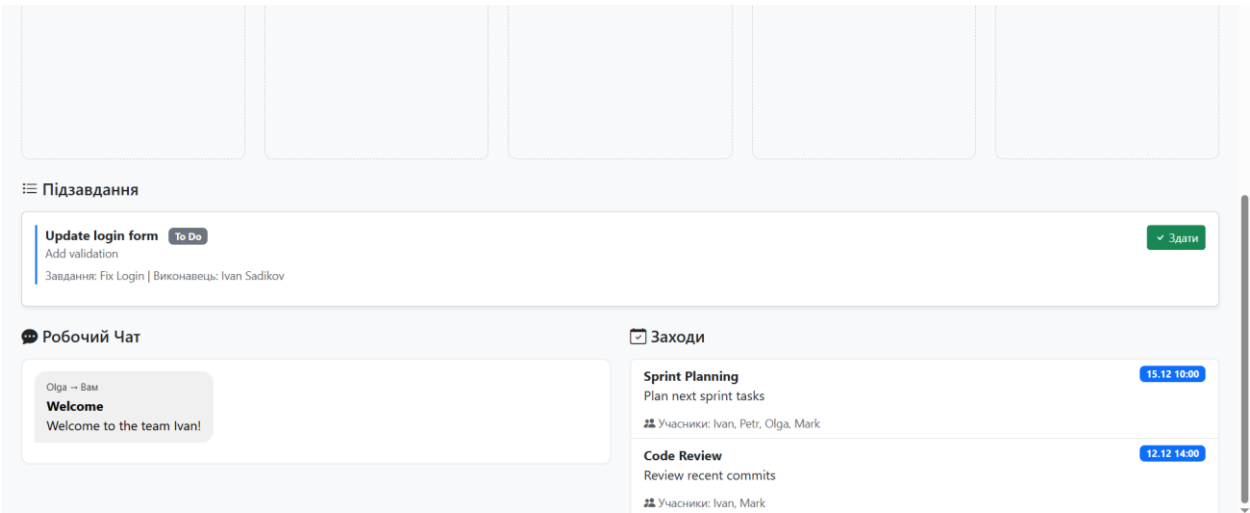 Підзавдання
Update login form To Do
Здати
Add validation
Завдання: Fix Login | Виконавець: Ivan Sadikov
Робочий Чат
Olga → Вам
Welcome
Welcome to the team Ivan!
Заходи
Sprint Planning 15.12 10:00
Plan next sprint tasks
Учасники: Ivan, Petr, Olga, Mark
Code Review 12.12 14:00
Review recent commits
Учасники: Ivan, Mark